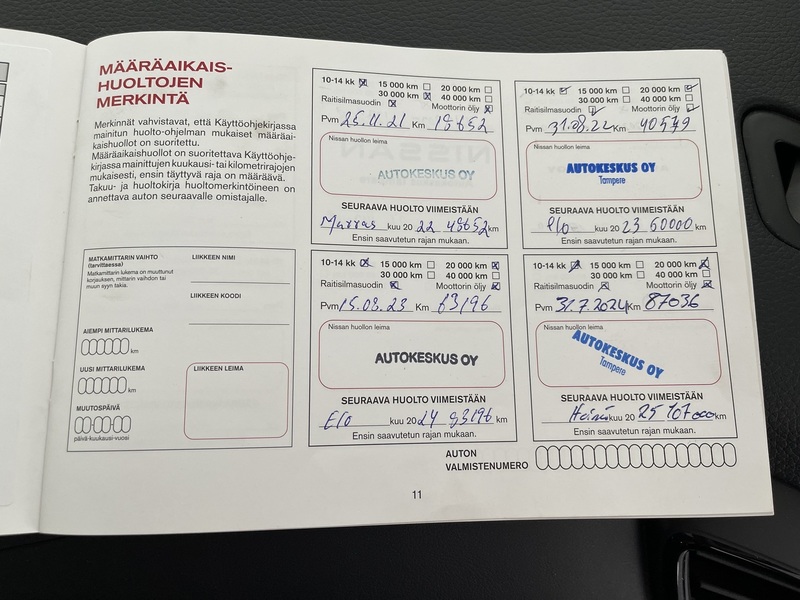 MÄÄRÄAIKAIS-
HUOLTOJEN
MERKINTÄ
Merkinnät vahvistavat, että Käyttöohjekirjassa
mainitun huolto-ohjelman mukaiset määräai-
kaishuollot on suoritettu.
Määräaikaishuollot on suoritettava Käyttöohje-
kirjassa mainittujen kuukausi- tai kilometrirajojen
mukaisesti, ensin täyttyvä raja on määräävä.
Takuu- ja huoltokirja huoltomerkintöineen on
annettava auton seuraavalle omistajalle.
MATKAMITTARIN VAIHTO
(tarvittaessa)
Matkamittarin lukema on muuttunut
korjauksen, mittarin vaihdon tai
muun syyn takia.
AIEMPI MITTARILUKEMA
km
UUSI MITTARILUKEMA
km
MUUTOSPÄIVÄ
päivä-kuukausi-vuosi
LIIKKEEN NIMI
LIIKKEEN KOODI
LIIKKEEN LEIMA
10-14 kk 15 000 km 20 000 km
30 000 km 40 000 km
Raitisilmasuodin Moottorin öljy
Pvm 26.11.21 Km 19652
Nissan huollon leima
AUTOKESKUS OY
SEURAAVA HUOLTO VIIMEISTÄÄN
Marras kuu 20 22 49652 km
Ensin saavutetun rajan mukaan.
10-14 kk 15 000 km 20 000 km
30 000 km 40 000 km
Raitisilmasuodin Moottorin öljy
Pvm 31.08.22 Km 40579
Nissan huollon leima
AUTOKESKUS OY
Tampere
SEURAAVA HUOLTO VIIMEISTÄÄN
Elo kuu 20 23 60000 km
Ensin saavutetun rajan mukaan.
10-14 kk 15 000 km 20 000 km
30 000 km 40 000 km
Raitisilmasuodin Moottorin öljy
Pvm 15.08.23 Km 63196
Nissan huollon leima
AUTOKESKUS OY
SEURAAVA HUOLTO VIIMEISTÄÄN
Elo kuu 20 24 93196 km
Ensin saavutetun rajan mukaan.
10-14 kk 15 000 km 20 000 km
30 000 km 40 000 km
Raitisilmasuodin Moottorin öljy
Pvm 31.7.2024 Km 87036
Nissan huollon leima
AUTOKESKUS OY
Tampere
SEURAAVA HUOLTO VIIMEISTÄÄN
Heinä kuu 20 25 107000 km
Ensin saavutetun rajan mukaan.
AUTON
VALMISTENUMERO
11